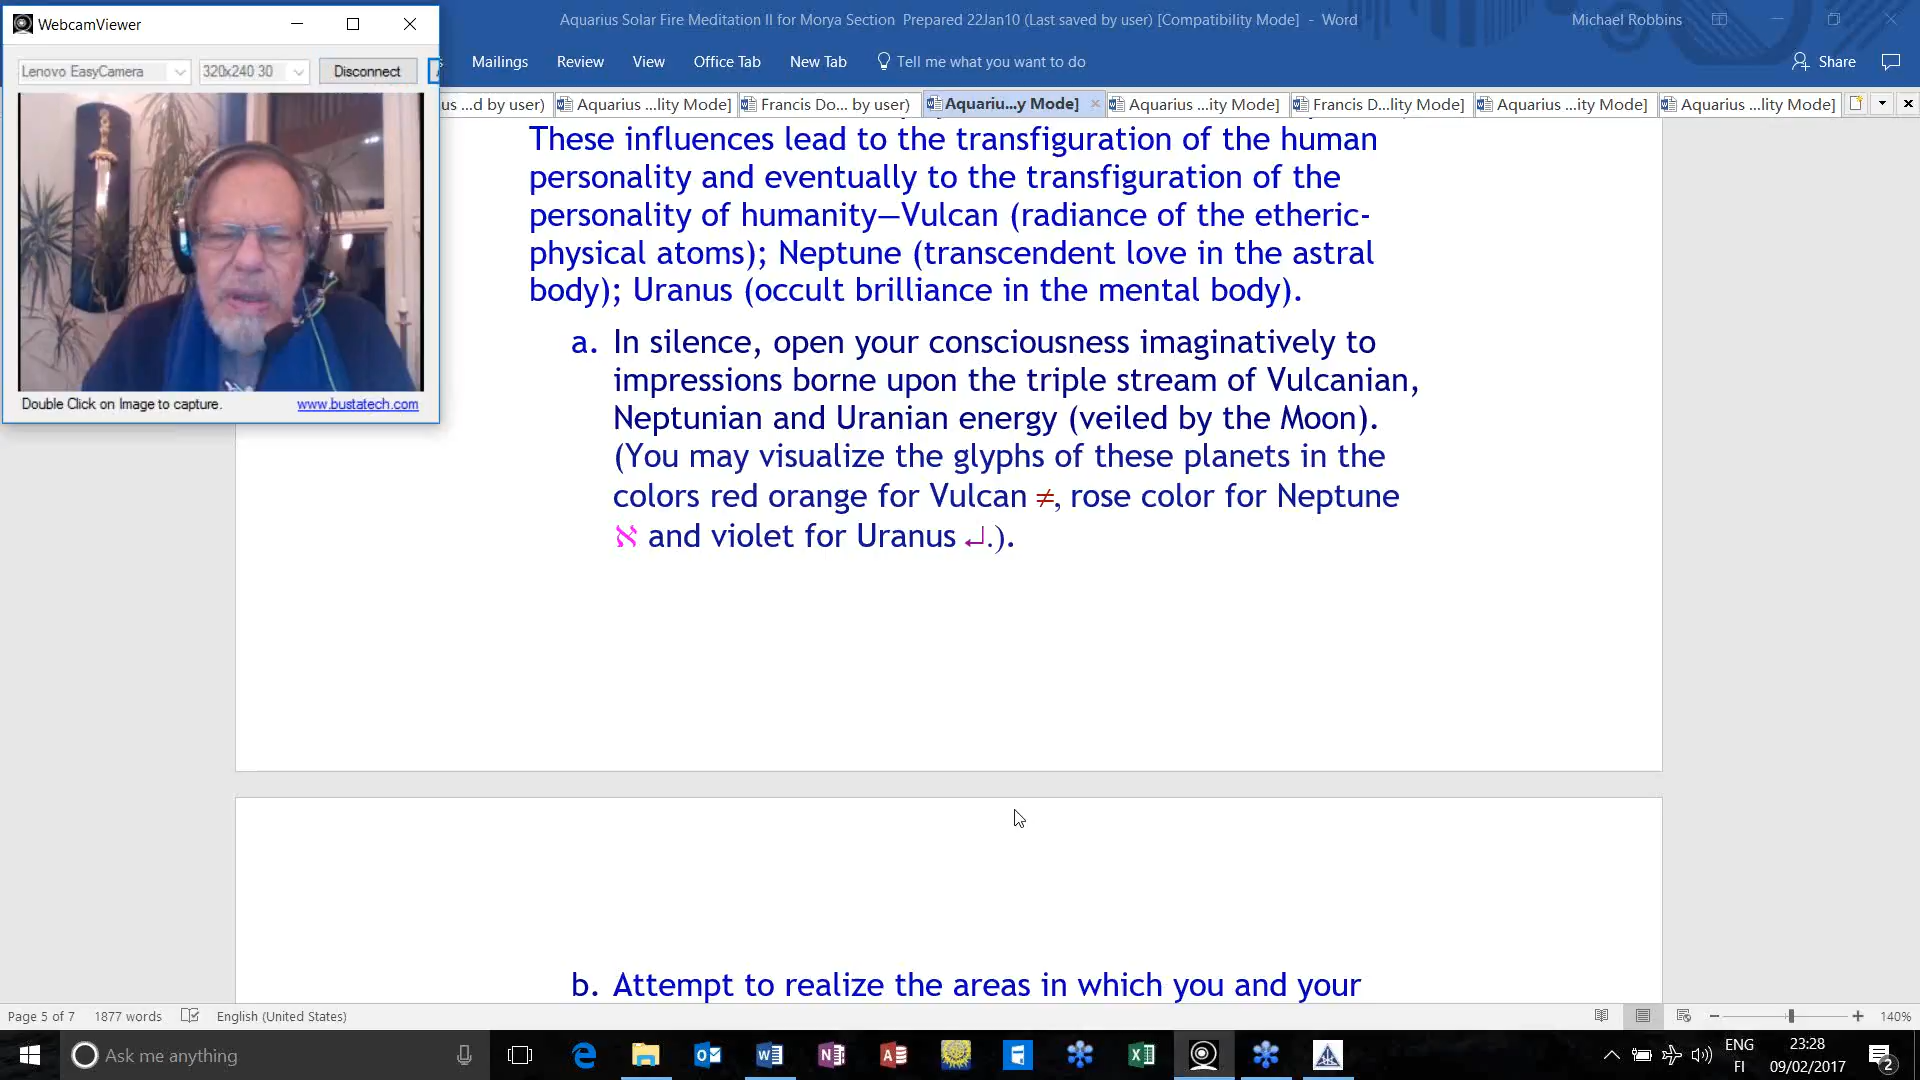 WebcamViewer
Lenovo EasyCamera
320x240 30
Disconnect
Double Click on Image to capture.
www.bustatech.com
Aquarius Solar Fire Meditation II for Morya Section Prepared 22Jan10 (Last saved by user) [Compatibility Mode] - Word
Michael Robbins
Mailings Review View Office Tab New Tab Tell me what you want to do Share
us ...d by user) Aquarius ...lity Mode] Francis Do... by user) Aquariu...y Mode] Aquarius ...ity Mode] Francis D...lity Mode] Aquarius ...ity Mode] Aquarius ...lity Mode]
These influences lead to the transfiguration of the human
personality and eventually to the transfiguration of the
personality of humanity—Vulcan (radiance of the etheric-
physical atoms); Neptune (transcendent love in the astral
body); Uranus (occult brilliance in the mental body).
a. In silence, open your consciousness imaginatively to
impressions borne upon the triple stream of Vulcanian,
Neptunian and Uranian energy (veiled by the Moon).
(You may visualize the glyphs of these planets in the
colors red orange for Vulcan ≠, rose color for Neptune
ℵ and violet for Uranus ↵.).
b. Attempt to realize the areas in which you and your
Page 5 of 7 1877 words English (United States) 140%
Ask me anything
ENG
FI
23:28
09/02/2017
2